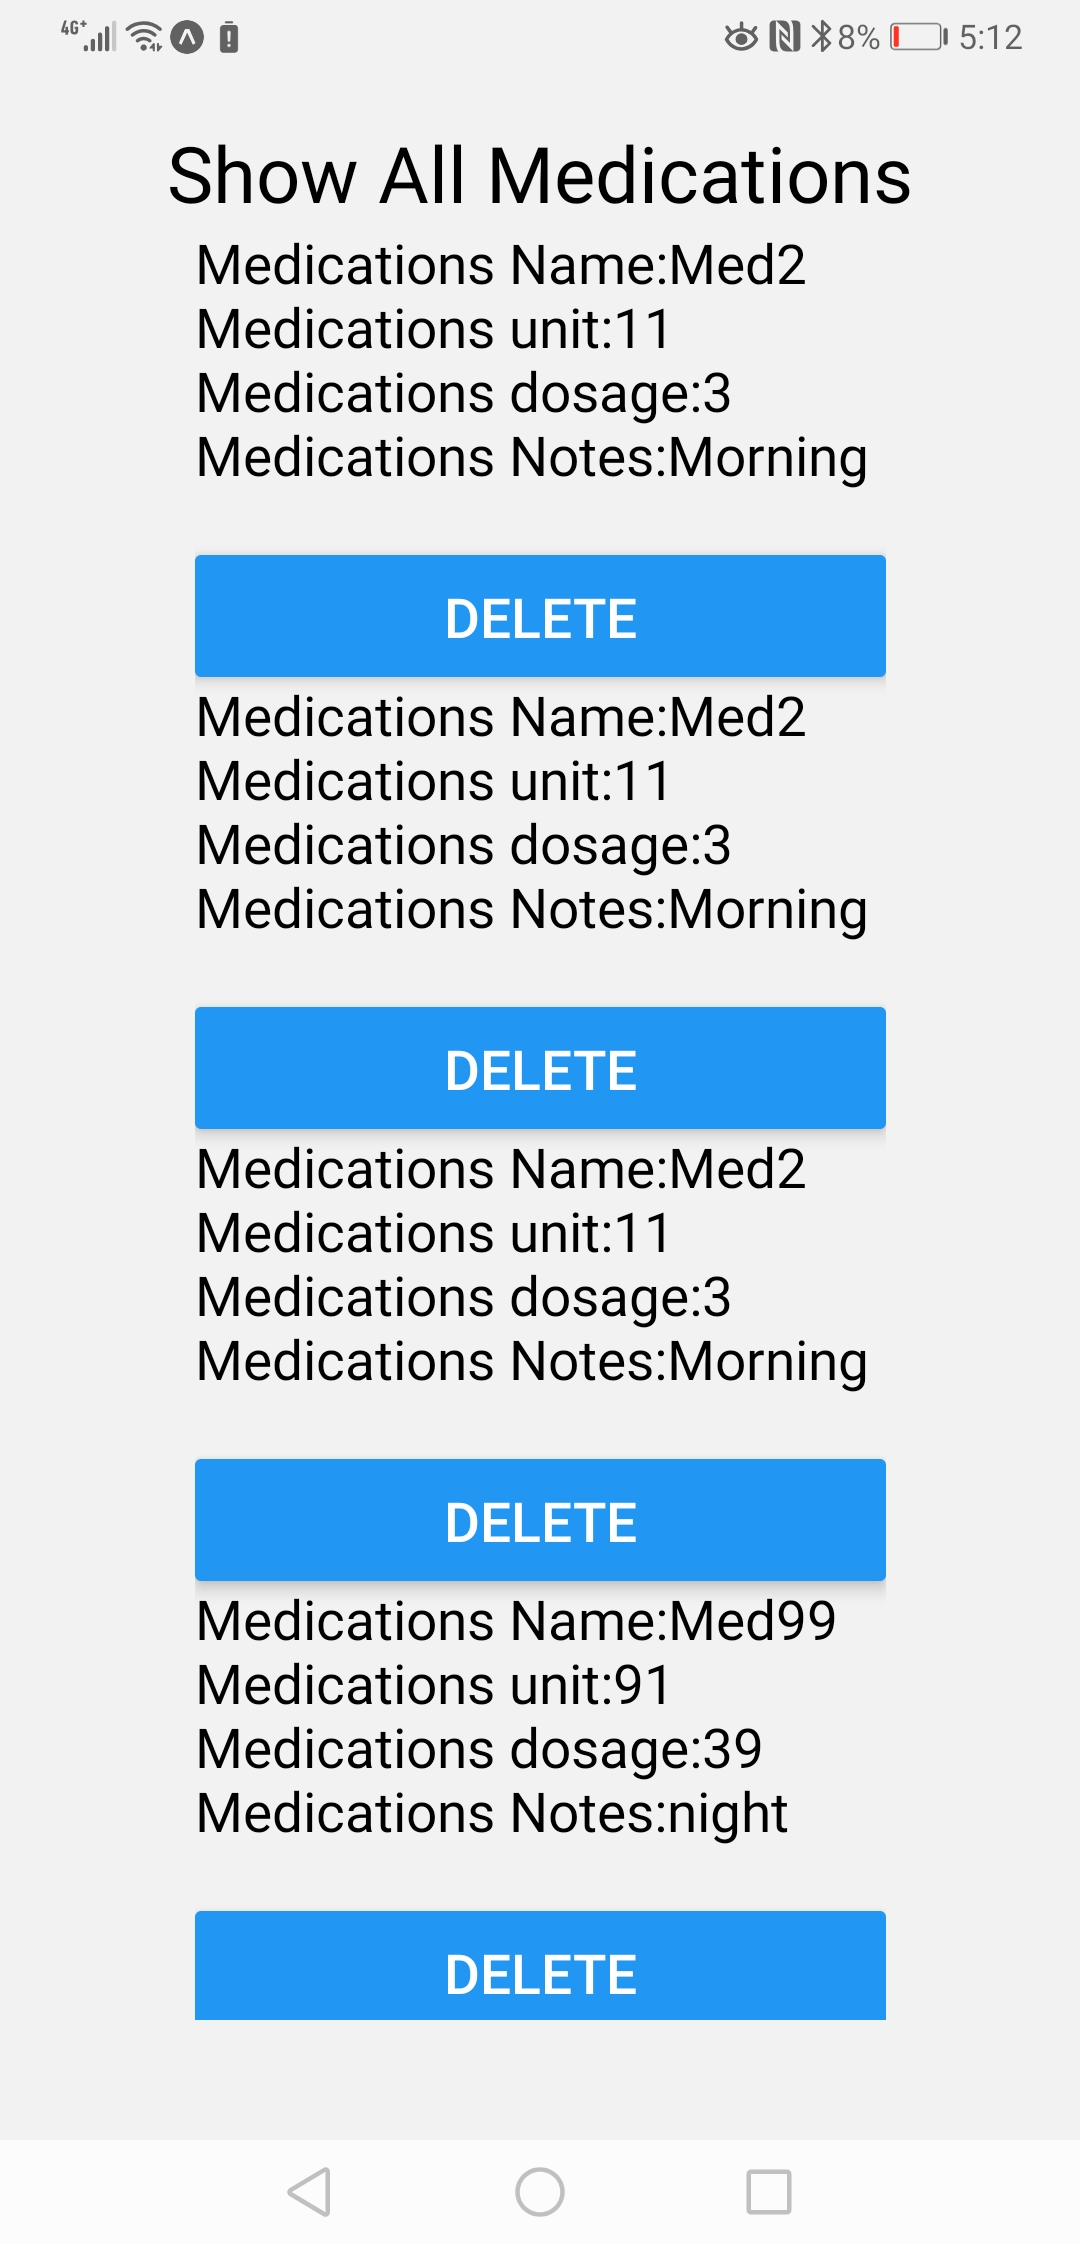 4G+ 8% 5:12
Show All Medications
Medications Name:Med2
Medications unit:11
Medications dosage:3
Medications Notes:Morning
DELETE
Medications Name:Med2
Medications unit:11
Medications dosage:3
Medications Notes:Morning
DELETE
Medications Name:Med2
Medications unit:11
Medications dosage:3
Medications Notes:Morning
DELETE
Medications Name:Med99
Medications unit:91
Medications dosage:39
Medications Notes:night
DELETE